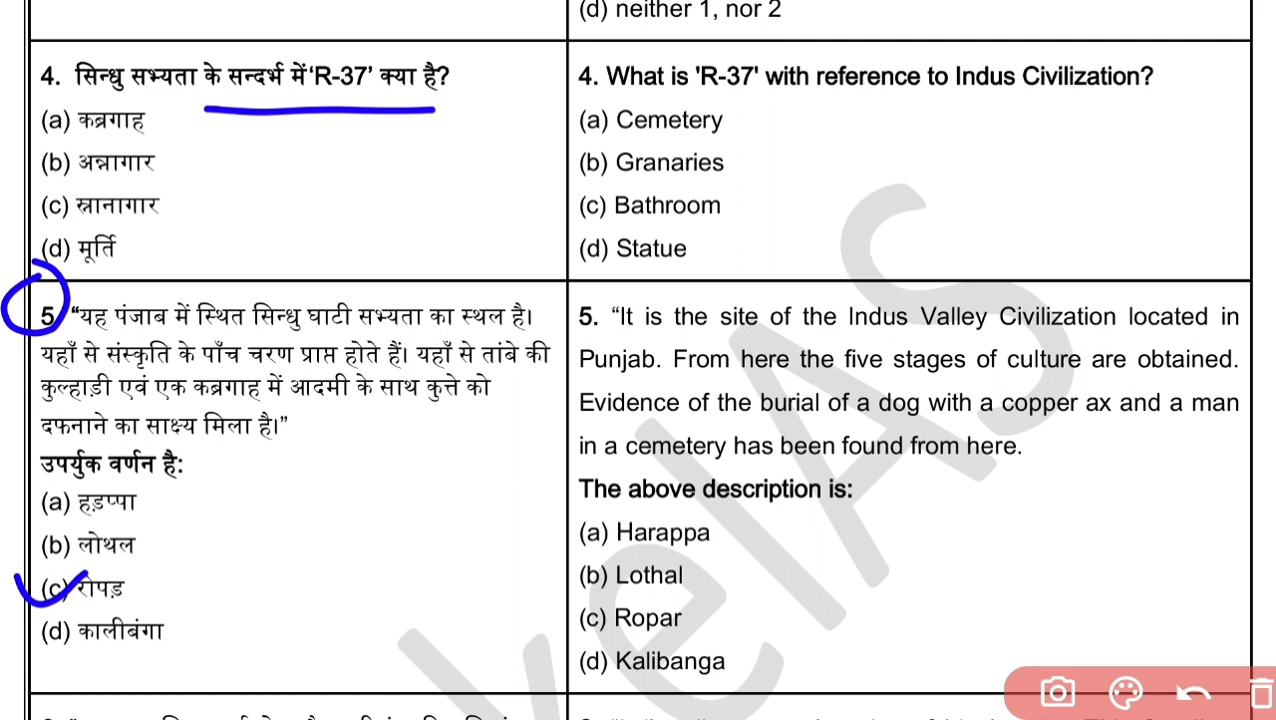 (d) neither 1, nor 2
4. सिन्धु सभ्यता के सन्दर्भ में ‘R-37’ क्या है?
(a) कब्रगाह
(b) अन्नागार
(c) स्नानागार
(d) मूर्ति
4. What is 'R-37' with reference to Indus Civilization?
(a) Cemetery
(b) Granaries
(c) Bathroom
(d) Statue
5. “यह पंजाब में स्थित सिन्धु घाटी सभ्यता का स्थल है।
यहाँ से संस्कृति के पाँच चरण प्राप्त होते हैं। यहाँ से तांबे की
कुल्हाड़ी एवं एक कब्रगाह में आदमी के साथ कुत्ते को
दफनाने का साक्ष्य मिला है।”
उपर्युक वर्णन है:
(a) हड़प्पा
(b) लोथल
(c) रोपड़
(d) कालीबंगा
5. “It is the site of the Indus Valley Civilization located in
Punjab. From here the five stages of culture are obtained.
Evidence of the burial of a dog with a copper ax and a man
in a cemetery has been found from here.
The above description is:
(a) Harappa
(b) Lothal
(c) Ropar
(d) Kalibanga